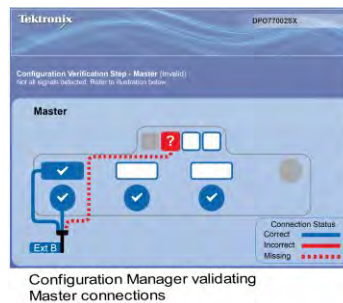 Tektronix
DPO77002SX
Configuration Verification Step - Master (Invalid)
Not all signals detected. Refer to illustration below.
Master
?
Ext B
Connection Status
Correct
Incorrect
Missing
Configuration Manager validating
Master connections